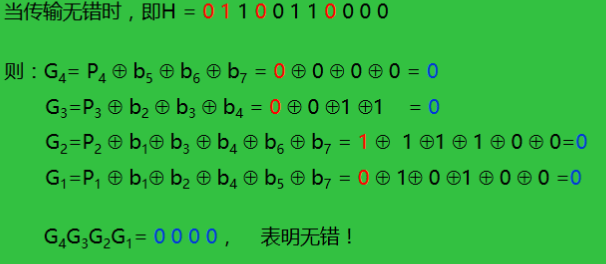 当传输无错时，即H = 0 1 1 0 0 1 1 0 0 0 0
则：G₄= P₄ ⊕ b₅ ⊕ b₆ ⊕ b₇ = 0 ⊕ 0 ⊕ 0 ⊕ 0 = 0
G₃=P₃ ⊕ b₂ ⊕ b₃ ⊕ b₄ = 0 ⊕ 0 ⊕1 ⊕1 = 0
G₂=P₂ ⊕ b₁⊕ b₃ ⊕ b₄ ⊕ b₆ ⊕ b₇ = 1 ⊕ 1 ⊕1 ⊕ 1 ⊕ 0 ⊕ 0=0
G₁=P₁ ⊕ b₁⊕ b₂ ⊕ b₄ ⊕ b₅ ⊕ b₇ = 0 ⊕ 1⊕ 0 ⊕1 ⊕ 0 ⊕ 0 =0
G₄G₃G₂G₁= 0 0 0 0， 表明无错！